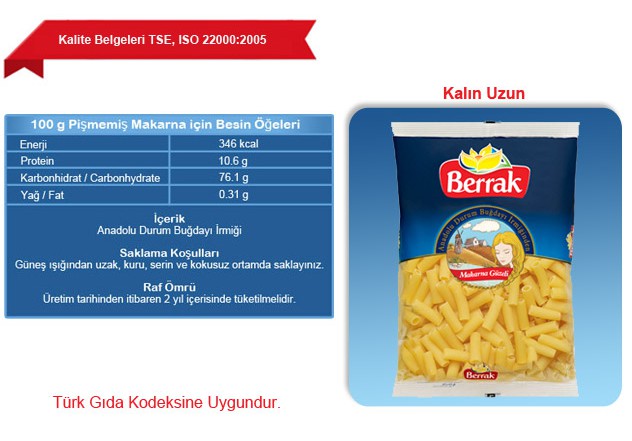 Kalite Belgeleri TSE, ISO 22000:2005
Kalın Uzun
100 g Pişmemiş Makarna için Besin Öğeleri
Enerji 346 kcal
Protein 10.6 g
Karbonhidrat / Carbonhydrate 76.1 g
Yağ / Fat 0.31 g
İçerik
Anadolu Durum Buğdayı İrmiği
Saklama Koşulları
Güneş ışığından uzak, kuru, serin ve kokusuz ortamda saklayınız.
Raf Ömrü
Üretim tarihinden itibaren 2 yıl içerisinde tüketilmelidir.
Türk Gıda Kodeksine Uygundur.
Berrak
Anadolu Durum Buğdayı İrmiğinden
Makarna Güzeli
Berrak